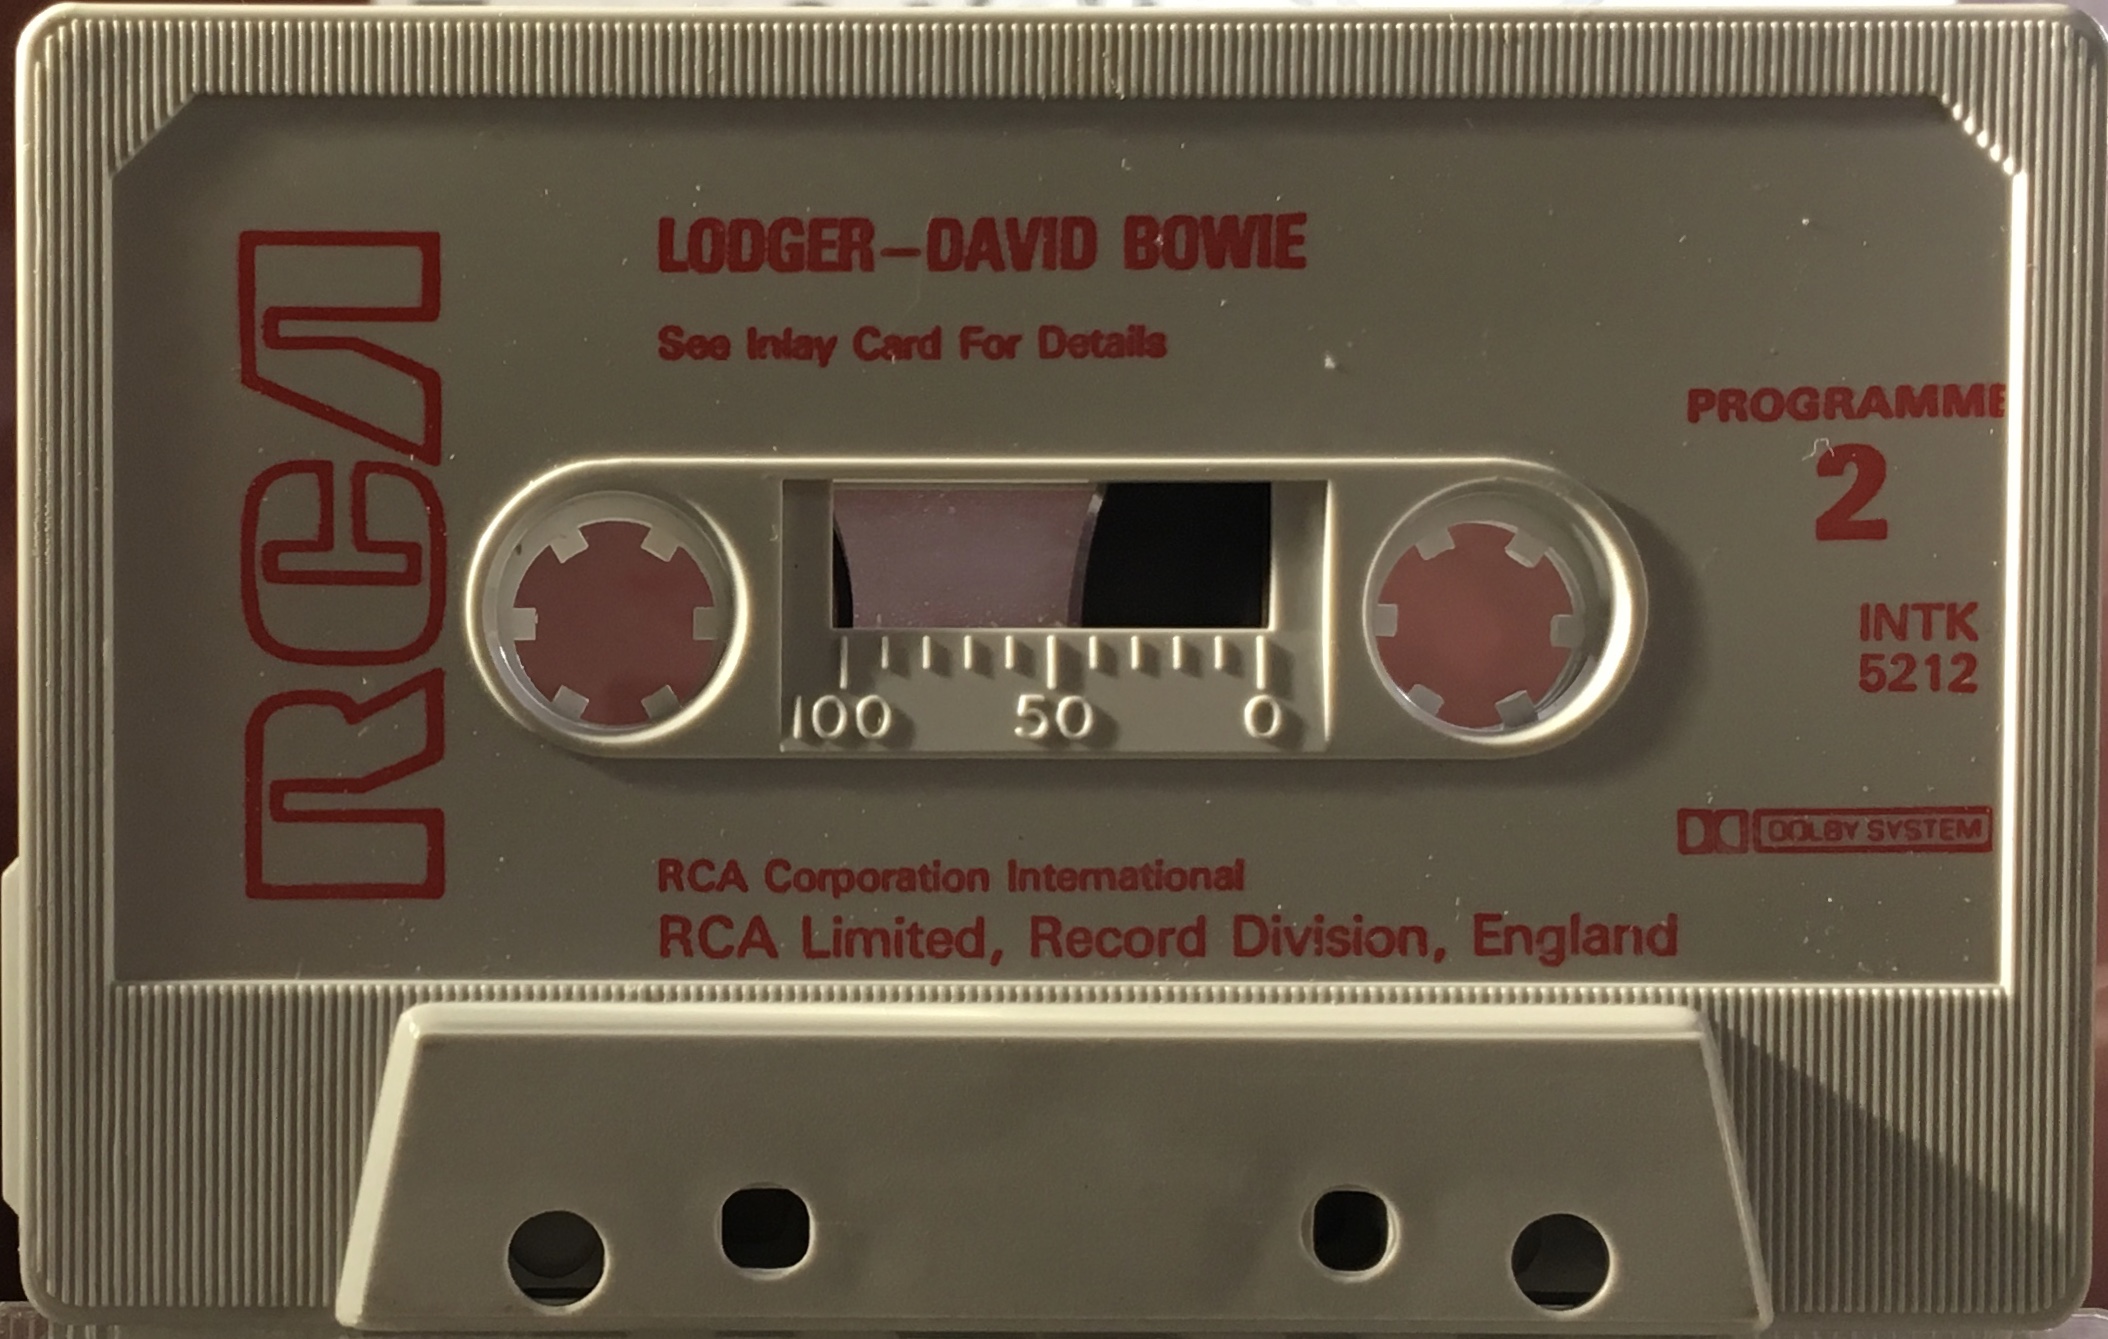 RCA
LODGER–DAVID BOWIE
See Inlay Card For Details
PROGRAMME
2
INTK
5212
100 50 0
DOLBY SYSTEM
RCA Corporation International
RCA Limited, Record Division, England